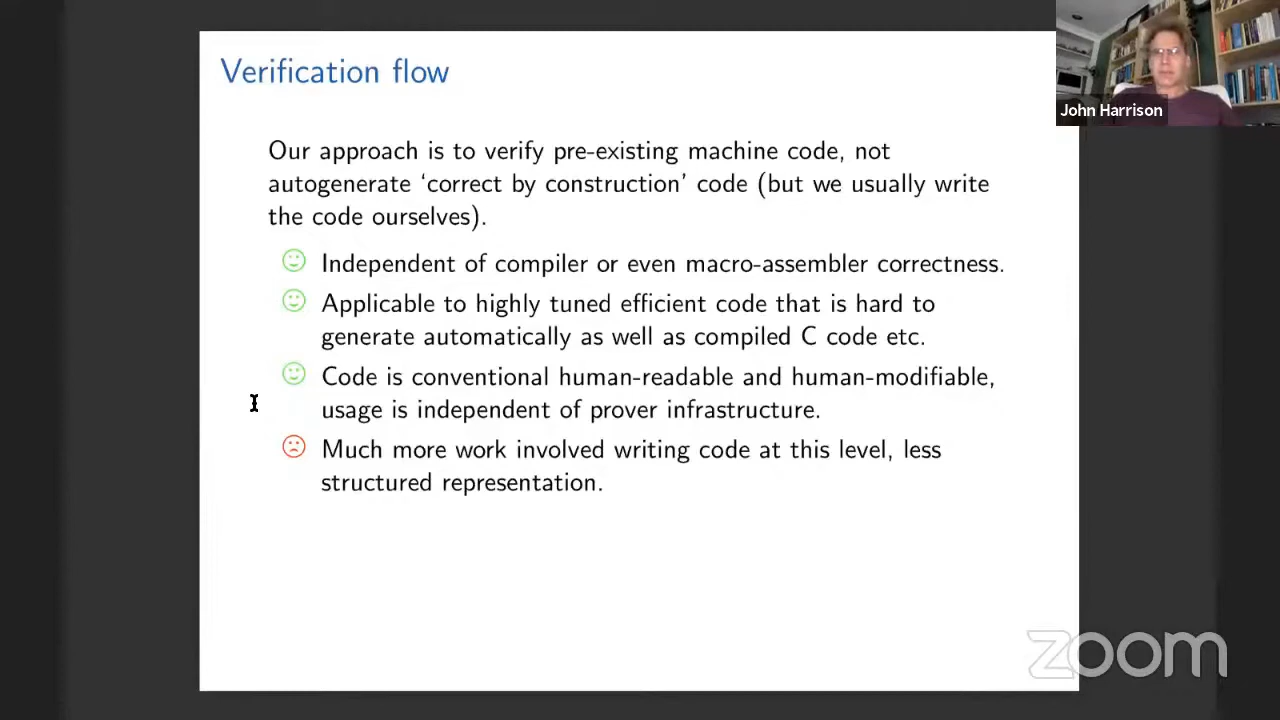 Verification flow
John Harrison
Our approach is to verify pre-existing machine code, not
autogenerate ‘correct by construction’ code (but we usually write
the code ourselves).
Independent of compiler or even macro-assembler correctness.
Applicable to highly tuned efficient code that is hard to
generate automatically as well as compiled C code etc.
Code is conventional human-readable and human-modifiable,
usage is independent of prover infrastructure.
Much more work involved writing code at this level, less
structured representation.
zoom